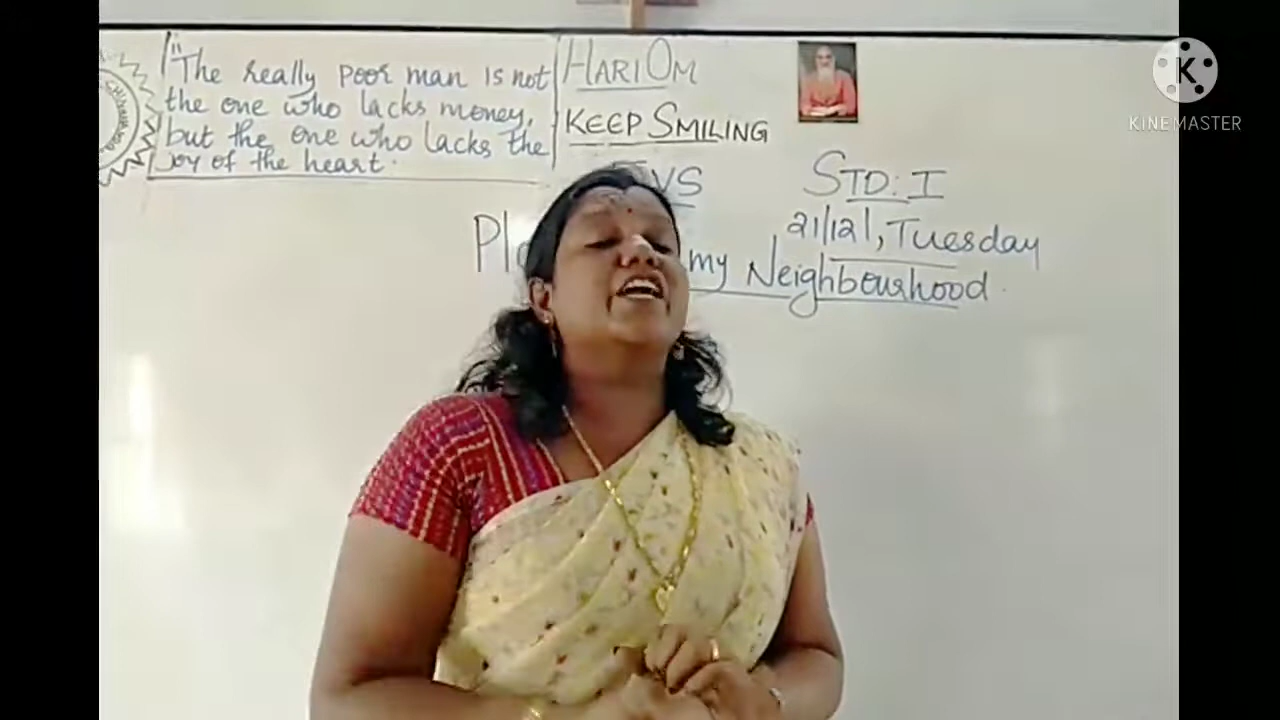 "The really poor man is not
the one who lacks money,
but the one who lacks the
joy of the heart.
HARI OM
KEEP SMILING
VS
STD: I
21/12/, Tuesday
my Neighbourhood
KINEMASTER